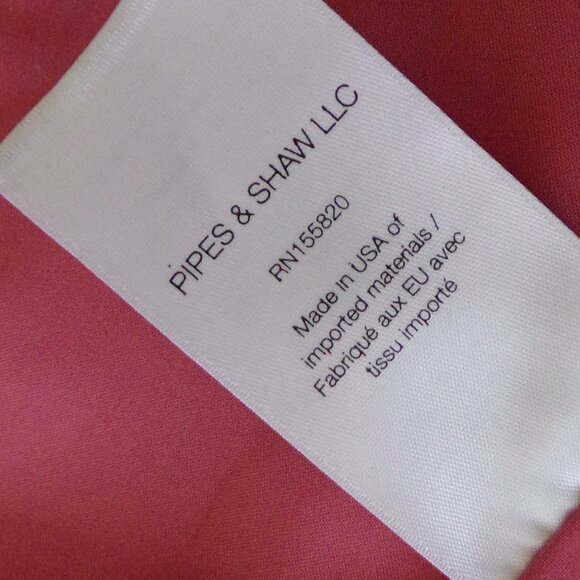 PIPES & SHAW LLC
RN155820
Made in USA of
imported materials /
Fabriqué aux EU avec
tissu importé